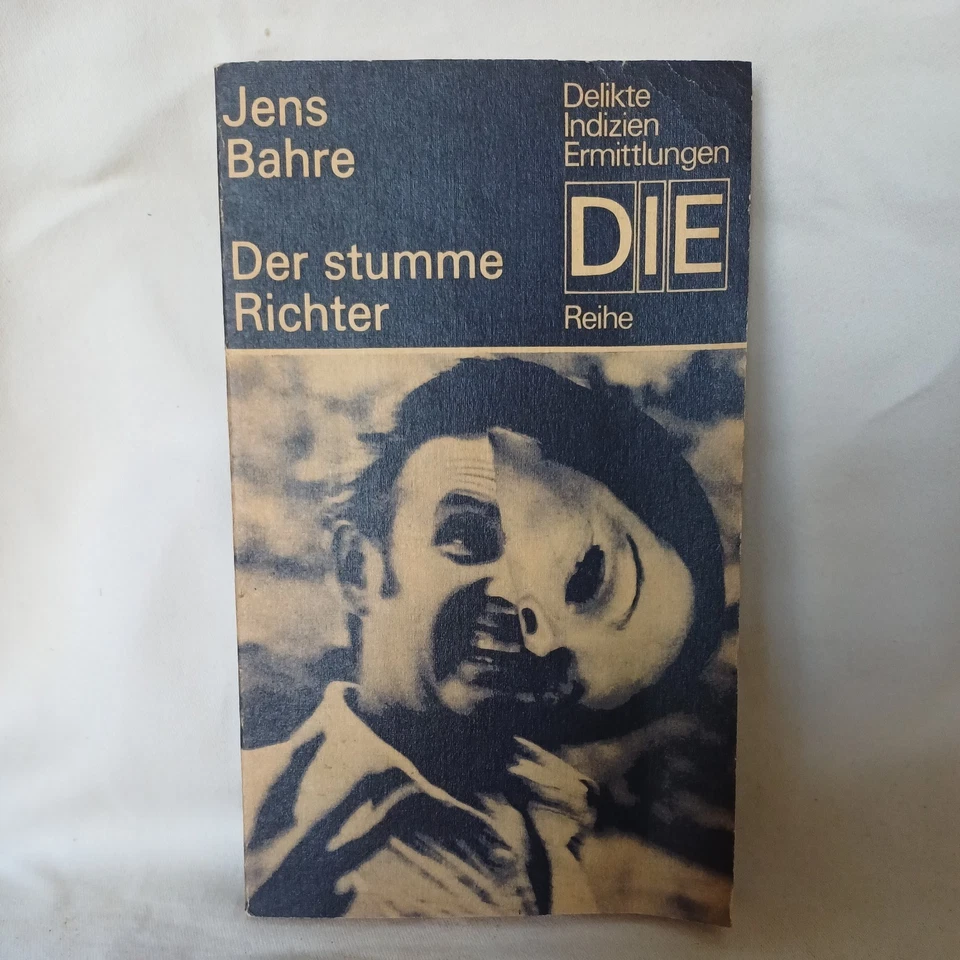 Jens
Bahre
Der stumme
Richter
Delikte
Indizien
Ermittlungen
DIE
Reihe